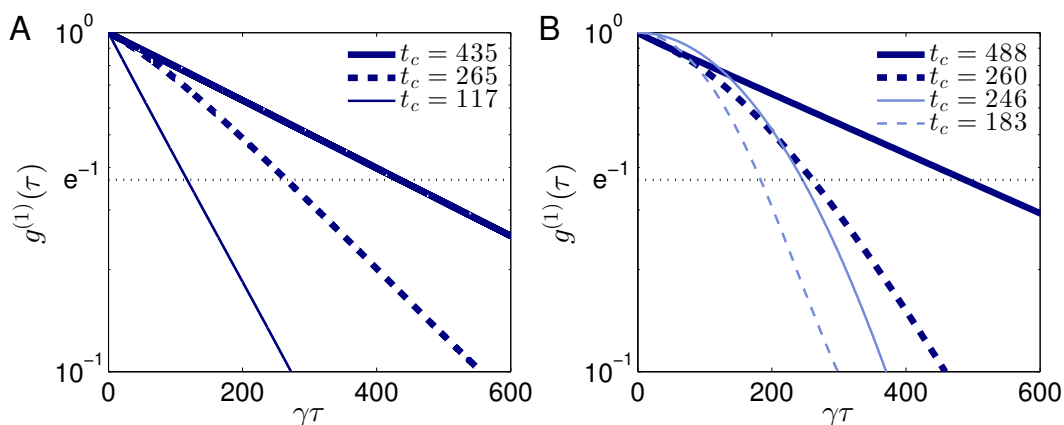 A
10^0
t_c = 435
t_c = 265
t_c = 117
g^(1)(τ)
e^−1
10^−1
0
200
400
600
γτ
B
10^0
t_c = 488
t_c = 260
t_c = 246
t_c = 183
g^(1)(τ)
e^−1
10^−1
0
200
400
600
γτ